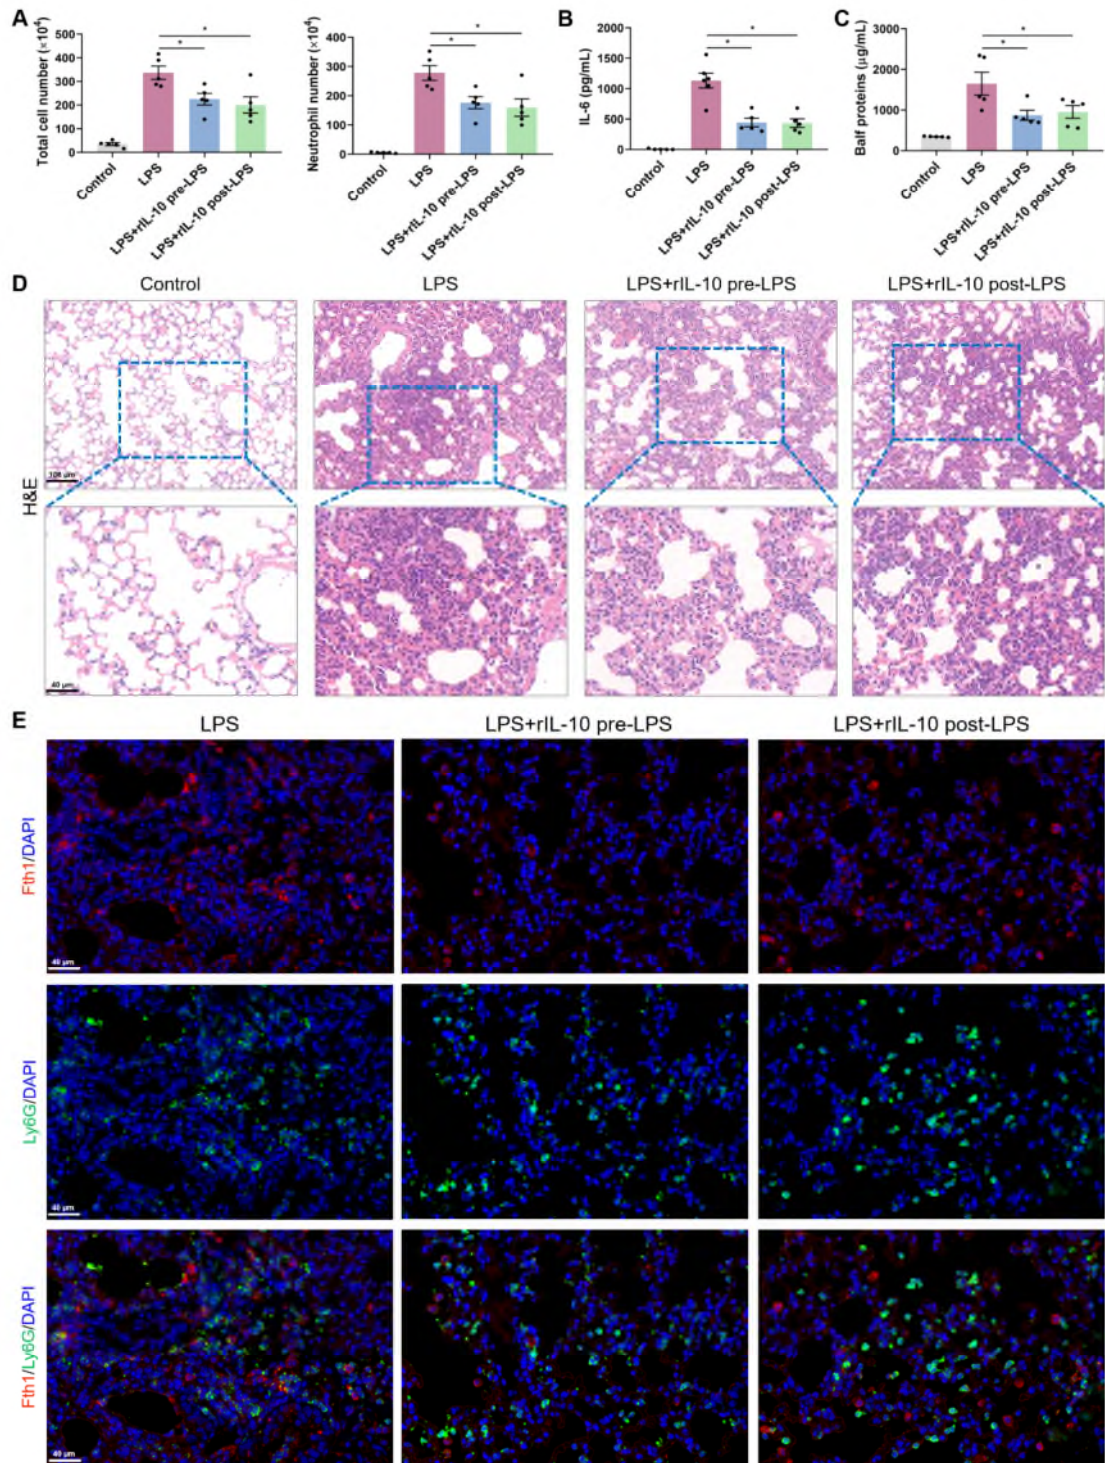 A
Total cell number (×10⁴)
500
400
300
200
100
0
*
*
Control
LPS
LPS+rIL-10 pre-LPS
LPS+rIL-10 post-LPS
Neutrophil number (×10⁴)
400
300
200
100
0
*
*
Control
LPS
LPS+rIL-10 pre-LPS
LPS+rIL-10 post-LPS
B
IL-6 (pg/mL)
2000
1500
1000
500
0
*
*
Control
LPS
LPS+rIL-10 pre-LPS
LPS+rIL-10 post-LPS
C
Balf proteins (μg/mL)
3000
2000
1000
0
*
*
Control
LPS
LPS+rIL-10 pre-LPS
LPS+rIL-10 post-LPS
D
Control
LPS
LPS+rIL-10 pre-LPS
LPS+rIL-10 post-LPS
H&E
100 μm
40 μm
E
LPS
LPS+rIL-10 pre-LPS
LPS+rIL-10 post-LPS
Fth1/DAPI
40 μm
Ly6G/DAPI
40 μm
Fth1/Ly6G/DAPI
40 μm